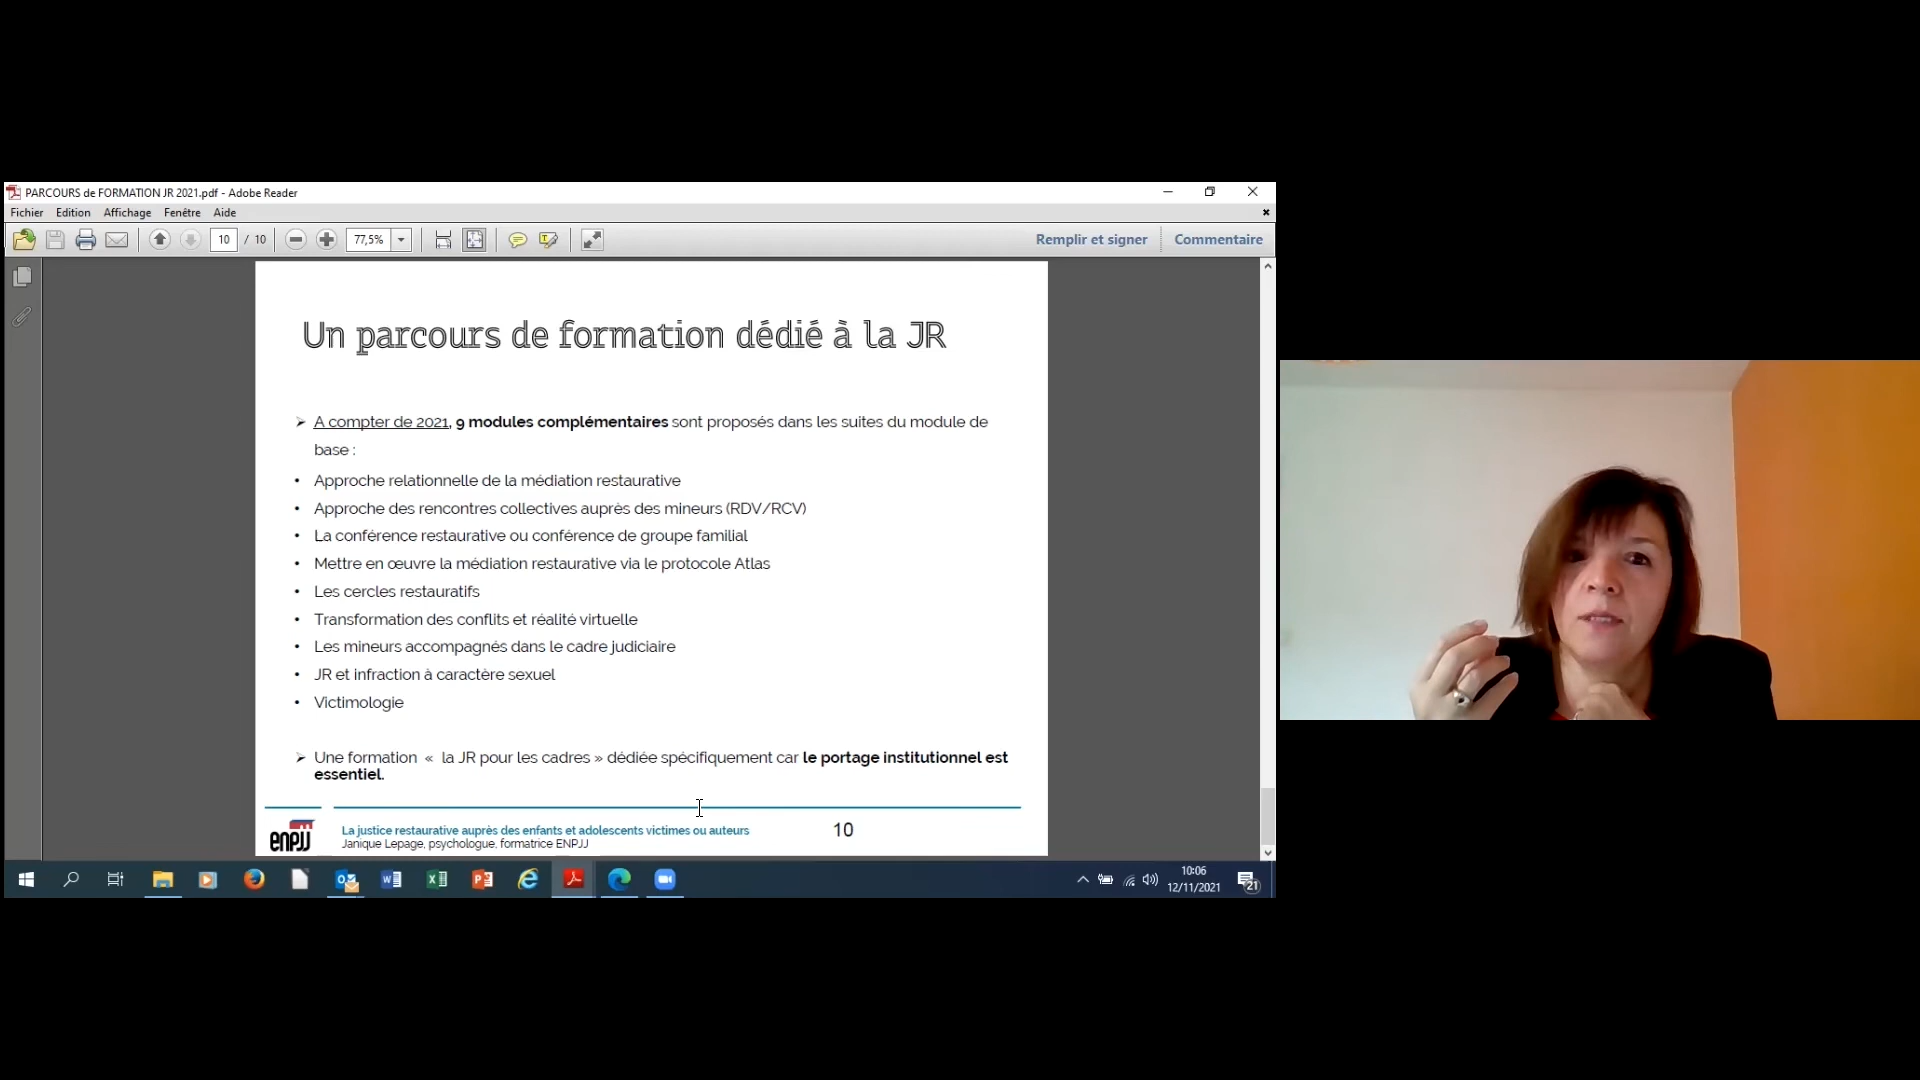 PARCOURS de FORMATION JR 2021.pdf - Adobe Reader
Fichier Edition Affichage Fenêtre Aide
10 / 10 77,5% Remplir et signer Commentaire
Un parcours de formation dédié à la JR
➢ A compter de 2021, 9 modules complémentaires sont proposés dans les suites du module de
base :
• Approche relationnelle de la médiation restaurative
• Approche des rencontres collectives auprès des mineurs (RDV/RCV)
• La conférence restaurative ou conférence de groupe familial
• Mettre en œuvre la médiation restaurative via le protocole Atlas
• Les cercles restauratifs
• Transformation des conflits et réalité virtuelle
• Les mineurs accompagnés dans le cadre judiciaire
• JR et infraction à caractère sexuel
• Victimologie
➢ Une formation « la JR pour les cadres » dédiée spécifiquement car le portage institutionnel est
essentiel.
enpjj
La justice restaurative auprès des enfants et adolescents victimes ou auteurs
Janique Lepage, psychologue, formatrice ENPJJ
10
10:06
12/11/2021
21